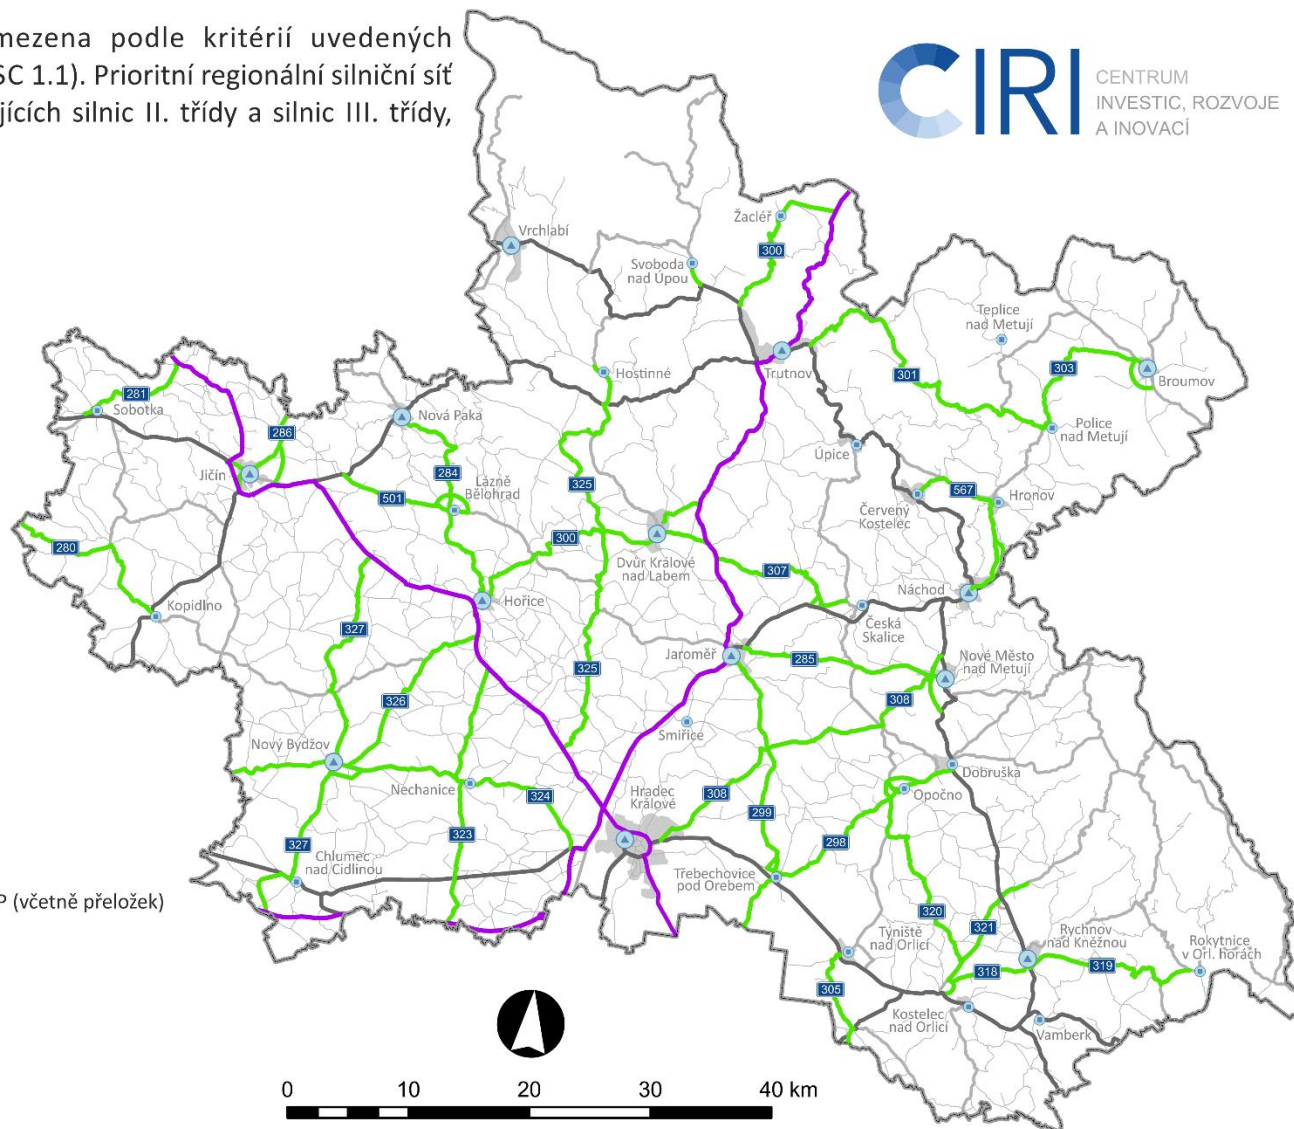 mezena podle kritérií uvedených
SC 1.1). Prioritní regionální silniční síť
jících silnic II. třídy a silnic III. třídy,
CIRI
CENTRUM
INVESTIC, ROZVOJE
A INOVACÍ
Žacléř
Vrchlabí
300
Svoboda
nad Úpou
Teplice
nad Metují
Hostinné
Trutnov
301
303
Broumov
281
Sobotka
Nová Paka
286
Police
nad Metují
Úpice
Jičín
284
Lázně
Bělohrad
325
501
567
Hronov
Červený
Kostelec
280
300
Dvůr Králové
nad Labem
307
Kopidlno
Hořice
Náchod
Česká
Skalice
327
Jaroměř
285
Nové Město
nad Metují
325
326
308
Smiřice
Nový Bydžov
Dobruška
Nechanice
324
Hradec
Králové
308
Opočno
299
323
327
298
Chlumec
nad Cidlinou
Třebechovice
pod Orebem
P (včetně přeložek)
320
321
Týniště
nad Orlicí
Rychnov
nad Kněžnou
Rokytnice
v Orl. horách
318
319
305
Kostelec
nad Orlicí
Vamberk
0 10 20 30 40 km